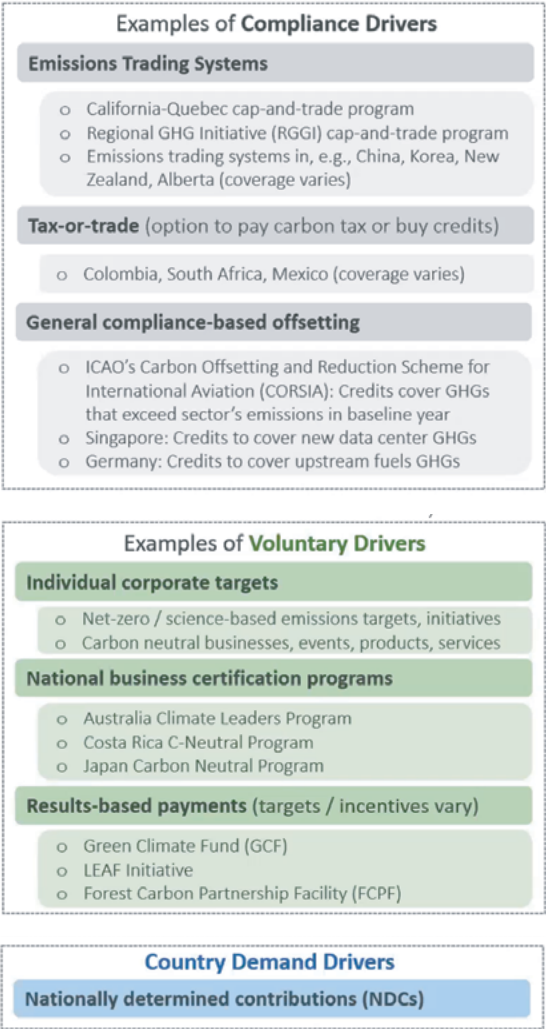 Examples of Compliance Drivers
Emissions Trading Systems
o California-Quebec cap-and-trade program
o Regional GHG Initiative (RGGI) cap-and-trade program
o Emissions trading systems in, e.g., China, Korea, New
Zealand, Alberta (coverage varies)
Tax-or-trade (option to pay carbon tax or buy credits)
o Colombia, South Africa, Mexico (coverage varies)
General compliance-based offsetting
o ICAO's Carbon Offsetting and Reduction Scheme for
International Aviation (CORSIA): Credits cover GHGs
that exceed sector's emissions in baseline year
o Singapore: Credits to cover new data center GHGs
o Germany: Credits to cover upstream fuels GHGs
Examples of Voluntary Drivers
Individual corporate targets
o Net-zero / science-based emissions targets, initiatives
o Carbon neutral businesses, events, products, services
National business certification programs
o Australia Climate Leaders Program
o Costa Rica C-Neutral Program
o Japan Carbon Neutral Program
Results-based payments (targets / incentives vary)
o Green Climate Fund (GCF)
o LEAF Initiative
o Forest Carbon Partnership Facility (FCPF)
Country Demand Drivers
Nationally determined contributions (NDCs)